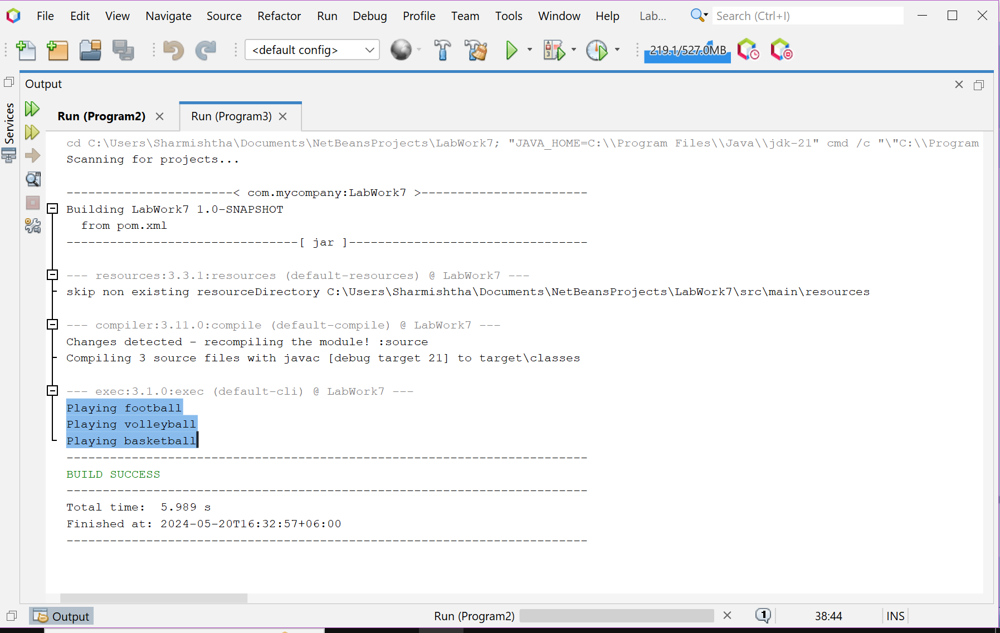 File Edit View Navigate Source Refactor Run Debug Profile Team Tools Window Help Lab... Search (Ctrl+I)
<default config> 219.1/527.0MB
Output
Services
Run (Program2) Run (Program3)
cd C:\Users\Sharmishtha\Documents\NetBeansProjects\LabWork7; "JAVA_HOME=C:\\Program Files\\Java\\jdk-21" cmd /c "\"C:\\Program
Scanning for projects...
-----------------------< com.mycompany:LabWork7 >-----------------------
Building LabWork7 1.0-SNAPSHOT
  from pom.xml
--------------------------------[ jar ]---------------------------------
--- resources:3.3.1:resources (default-resources) @ LabWork7 ---
skip non existing resourceDirectory C:\Users\Sharmishtha\Documents\NetBeansProjects\LabWork7\src\main\resources
--- compiler:3.11.0:compile (default-compile) @ LabWork7 ---
Changes detected - recompiling the module! :source
Compiling 3 source files with javac [debug target 21] to target\classes
--- exec:3.1.0:exec (default-cli) @ LabWork7 ---
Playing football
Playing volleyball
Playing basketball
------------------------------------------------------------------------
BUILD SUCCESS
------------------------------------------------------------------------
Total time:  5.989 s
Finished at: 2024-05-20T16:32:57+06:00
------------------------------------------------------------------------
Output Run (Program2) 1 38:44 INS